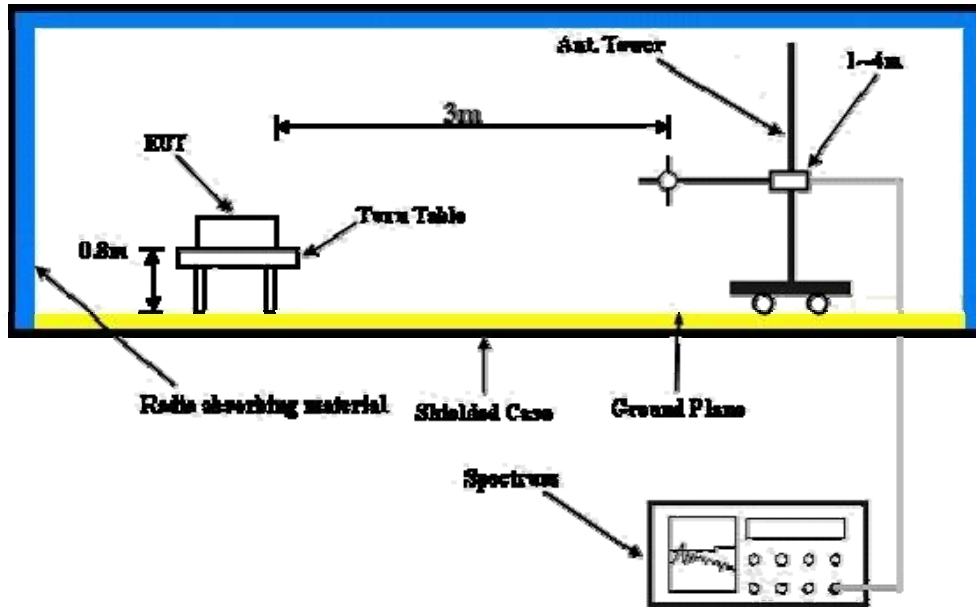 Ant. Tower
1~4m
3m
EUT
Turn Table
0.8m
Radio absorbing material
Shielded Case
Ground Plane
Spectrum